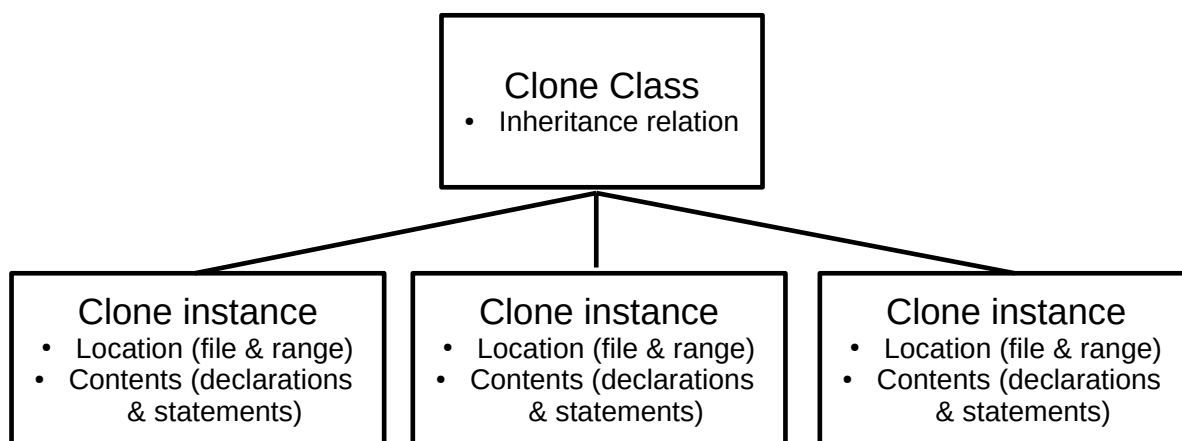 Clone Class
• Inheritance relation
Clone instance
• Location (file & range)
• Contents (declarations
& statements)
Clone instance
• Location (file & range)
• Contents (declarations
& statements)
Clone instance
• Location (file & range)
• Contents (declarations
& statements)